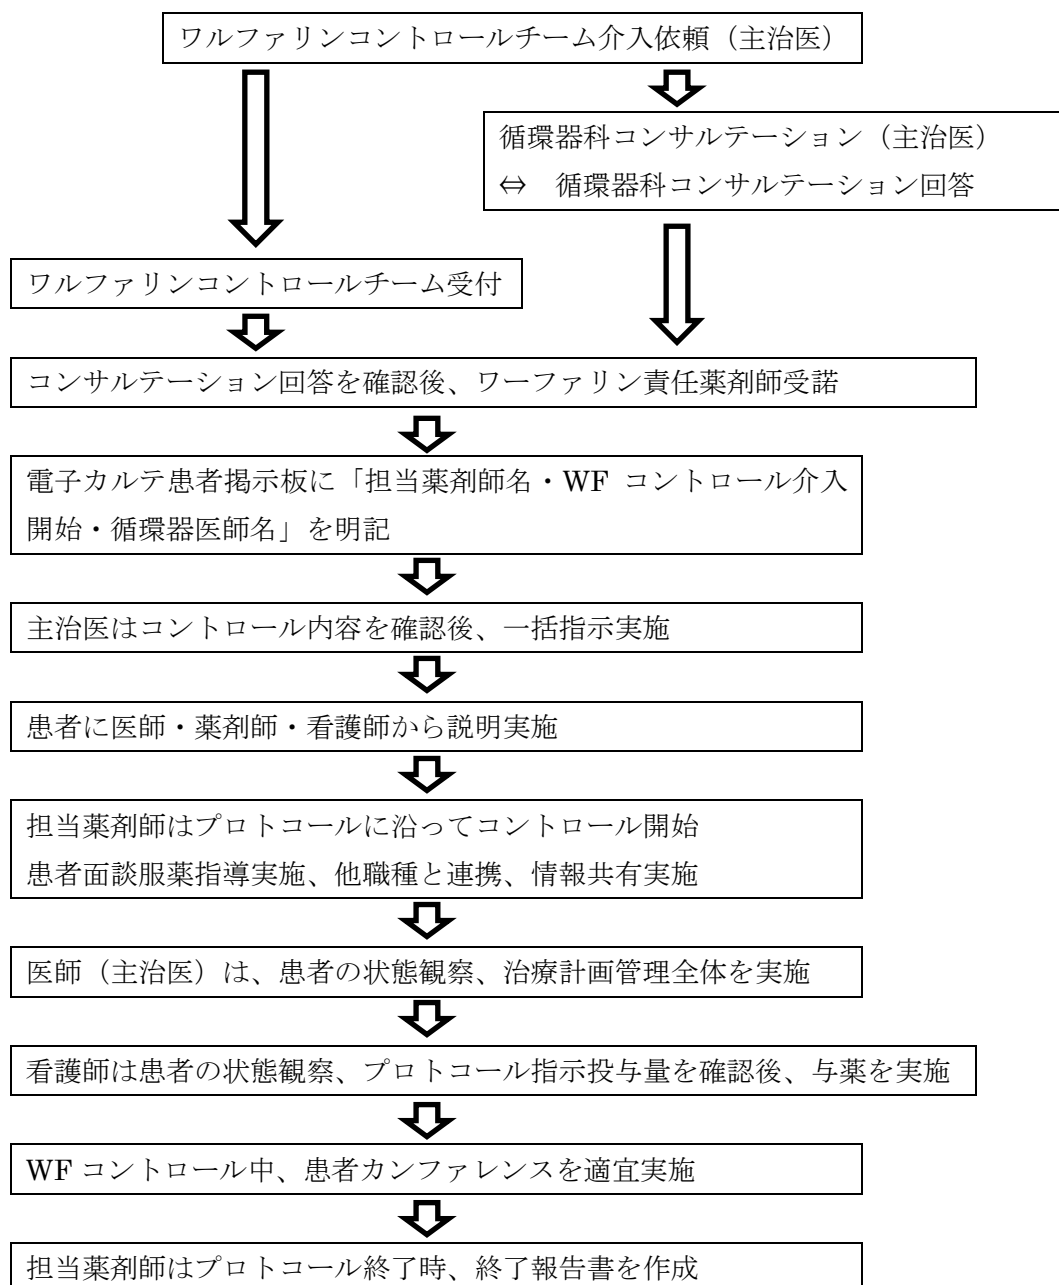 ワルファリンコントロールチーム介入依頼（主治医）
循環器科コンサルテーション（主治医）
⇔　循環器科コンサルテーション回答
ワルファリンコントロールチーム受付
コンサルテーション回答を確認後、ワーファリン責任薬剤師受諾
電子カルテ患者掲示板に「担当薬剤師名・WF コントロール介入
開始・循環器医師名」を明記
主治医はコントロール内容を確認後、一括指示実施
患者に医師・薬剤師・看護師から説明実施
担当薬剤師はプロトコールに沿ってコントロール開始
患者面談服薬指導実施、他職種と連携、情報共有実施
医師（主治医）は、患者の状態観察、治療計画管理全体を実施
看護師は患者の状態観察、プロトコール指示投与量を確認後、与薬を実施
WF コントロール中、患者カンファレンスを適宜実施
担当薬剤師はプロトコール終了時、終了報告書を作成